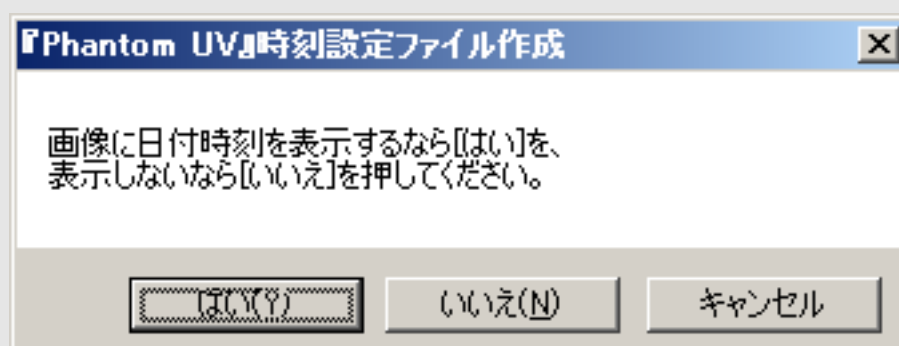 『Phantom UV』時刻設定ファイル作成
画像に日付時刻を表示するなら[はい]を、
表示しないなら[いいえ]を押してください。
はい(Y) いいえ(N) キャンセル